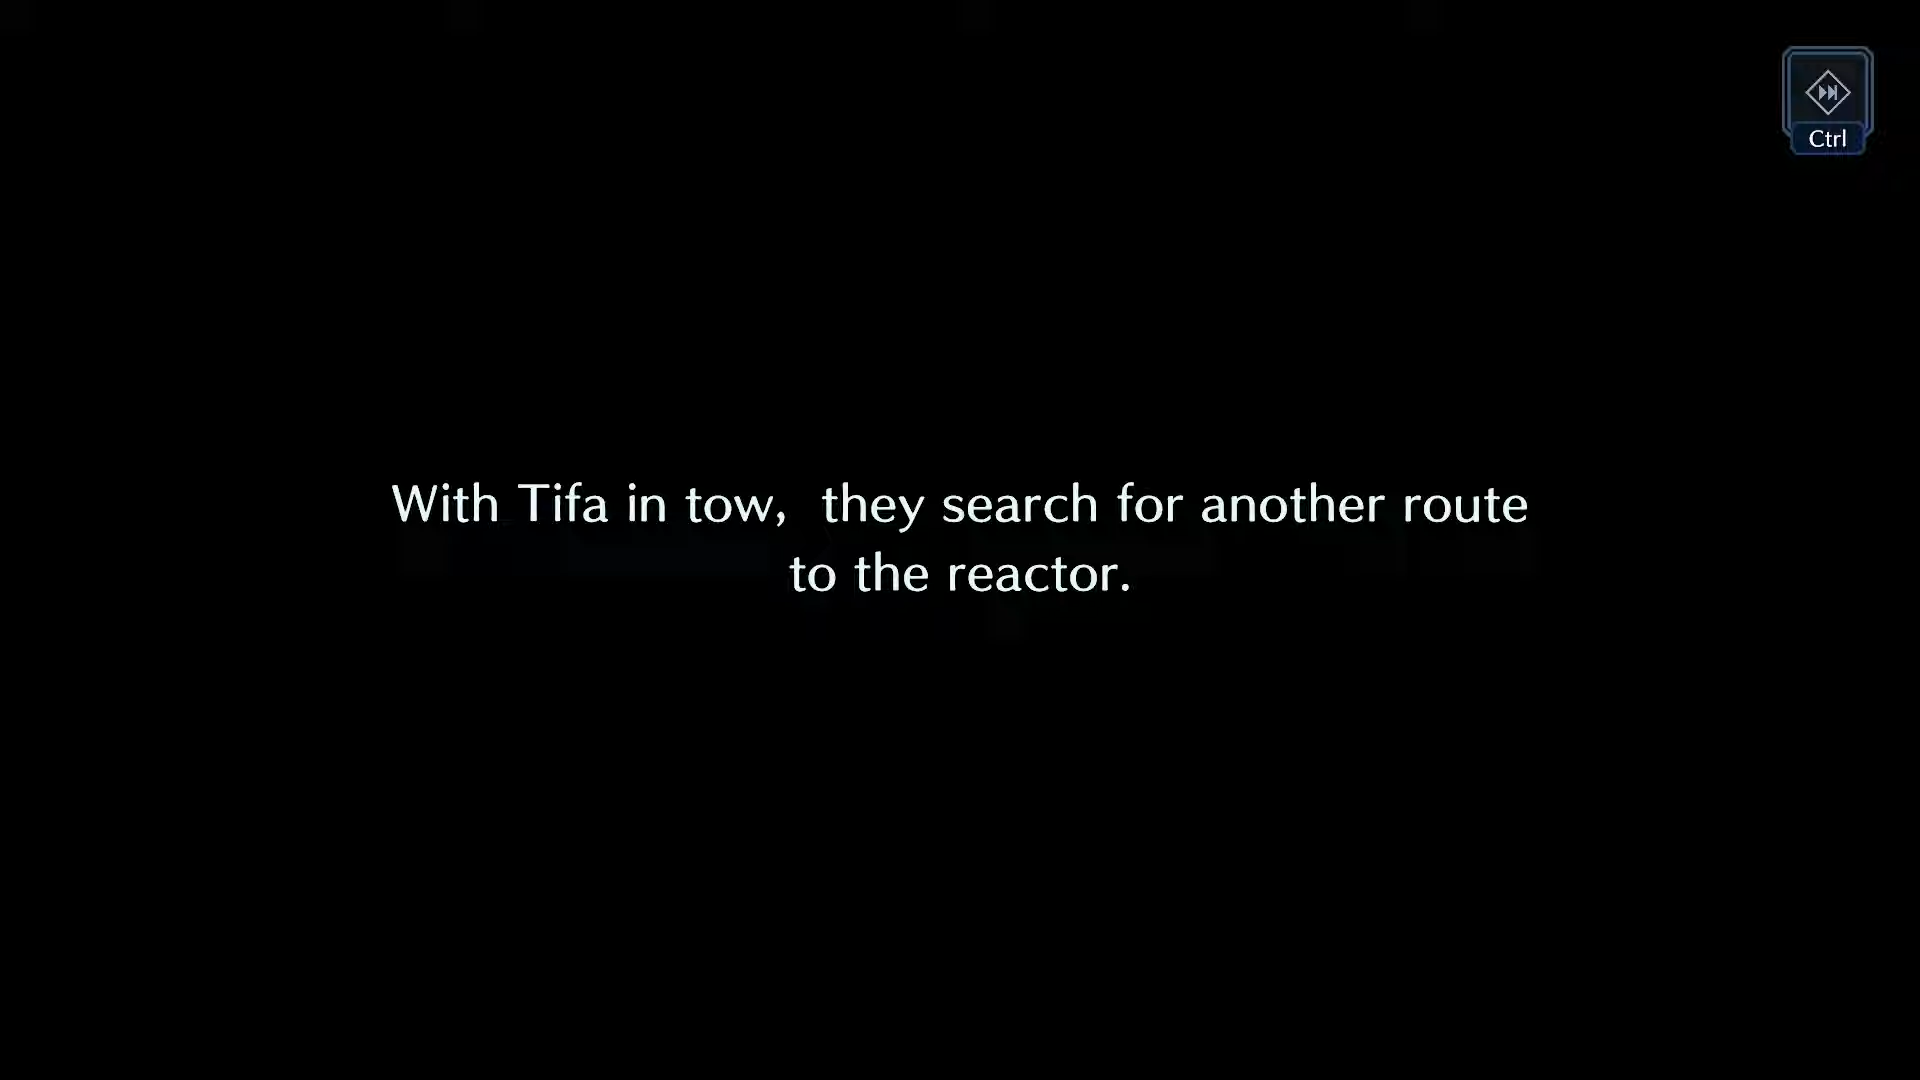 Ctrl
With Tifa in tow, they search for another route
to the reactor.